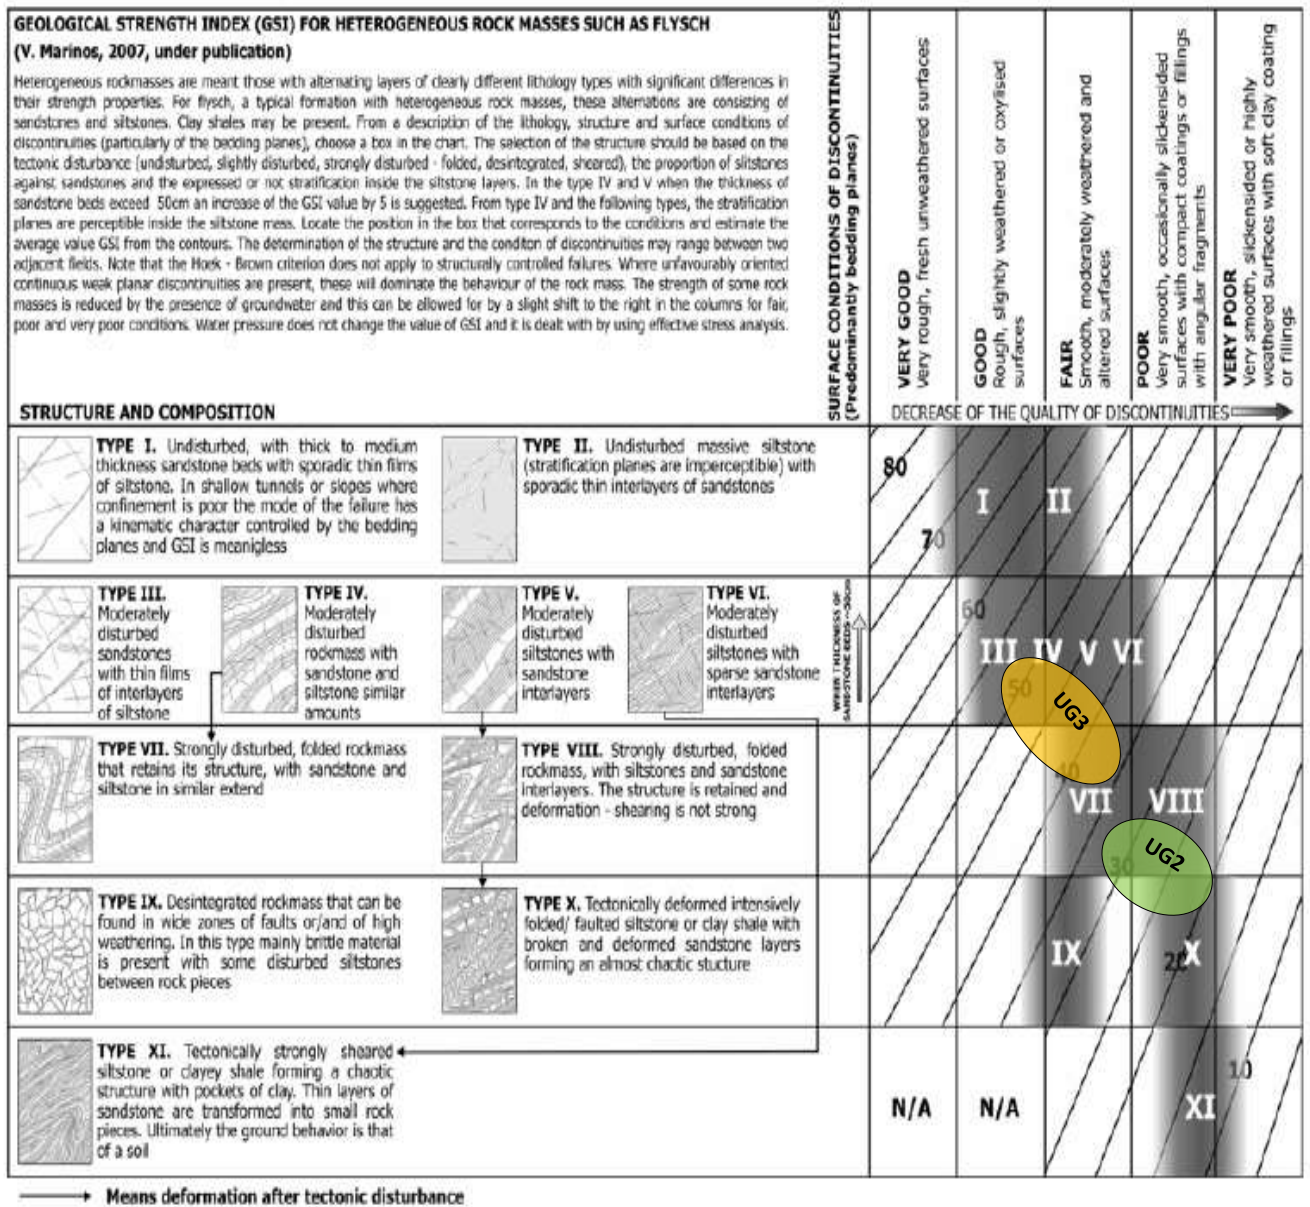 GEOLOGICAL STRENGTH INDEX (GSI) FOR HETEROGENEOUS ROCK MASSES SUCH AS FLYSCH
(V. Marinos, 2007, under publication)
Heterogeneous rockmasses are meant those with alternating layers of clearly different lithology types with significant differences in
their strength properties. For flysch, a typical formation with heterogeneous rock masses, these alternations are consisting of
sandstones and siltstones. Clay shales may be present. From a description of the lithology, structure and surface conditions of
discontinuities (particularly of the bedding planes), choose a box in the chart. The selection of the structure should be based on the
tectonic disturbance (undisturbed, slightly disturbed, strongly disturbed - folded, desintegrated, sheared), the proportion of siltstones
against sandstones and the expressed or not stratification inside the siltstone layers. In the type IV and V when the thickness of
sandstone beds exceed 50cm an increase of the GSI value by 5 is suggested. From type IV and the following types, the stratification
planes are perceptible inside the siltstone mass. Locate the position in the box that corresponds to the conditions and estimate the
average value GSI from the contours. The determination of the structure and the conditon of discontinuities may range between two
adjacent fields. Note that the Hoek - Brown criterion does not apply to structurally controlled failures. Where unfavourably oriented
continuous weak planar discontinuities are present, these will dominate the behaviour of the rock mass. The strength of some rock
masses is reduced by the presence of groundwater and this can be allowed for by a slight shift to the right in the columns for fair,
poor and very poor conditions. Water pressure does not change the value of GSI and it is dealt with by using effective stress analysis.
STRUCTURE AND COMPOSITION
SURFACE CONDITIONS OF DISCONTINUITIES
(Predominantly bedding planes)
VERY GOOD
Very rough, fresh unweathered surfaces
GOOD
Rough, slightly weathered or oxylised
surfaces
FAIR
Smooth, moderately weathered and
altered surfaces
POOR
Very smooth, occasionally slickensided
surfaces with compact coatings or fillings
with angular fragments
VERY POOR
Very smooth, slickensided or highly
weathered surfaces with soft clay coating
or fillings
DECREASE OF THE QUALITY OF DISCONTINUITIES
TYPE I. Undisturbed, with thick to medium
thickness sandstone beds with sporadic thin films
of siltstone. In shallow tunnels or slopes where
confinement is poor the mode of the failure has
a kinematic character controlled by the bedding
planes and GSI is meanigless
TYPE II. Undisturbed massive siltstone
(stratification planes are imperceptible) with
sporadic thin interlayers of sandstones
80
70
I
II
TYPE III.
Moderately
disturbed
sandstones
with thin films
of interlayers
of siltstone
TYPE IV.
Moderately
disturbed
rockmass with
sandstone and
siltstone similar
amounts
TYPE V.
Moderately
disturbed
siltstones with
sandstone
interlayers
TYPE VI.
Moderately
disturbed
siltstones with
sparse sandstone
interlayers
WHEN THICKNESS OF
SANDSTONE BEDS >50cm
60
III IV V VI
50
UG3
TYPE VII. Strongly disturbed, folded rockmass
that retains its structure, with sandstone and
siltstone in similar extend
TYPE VIII. Strongly disturbed, folded
rockmass, with siltstones and sandstone
interlayers. The structure is retained and
deformation - shearing is not strong
40
VII
VIII
UG2
30
TYPE IX. Desintegrated rockmass that can be
found in wide zones of faults or/and of high
weathering. In this type mainly brittle material
is present with some disturbed siltstones
between rock pieces
TYPE X. Tectonically deformed intensively
folded/ faulted siltstone or clay shale with
broken and deformed sandstone layers
forming an almost chaotic stucture
IX
20
X
TYPE XI. Tectonically strongly sheared
siltstone or clayey shale forming a chaotic
structure with pockets of clay. Thin layers of
sandstone are transformed into small rock
pieces. Ultimately the ground behavior is that
of a soil
N/A
N/A
10
XI
Means deformation after tectonic disturbance